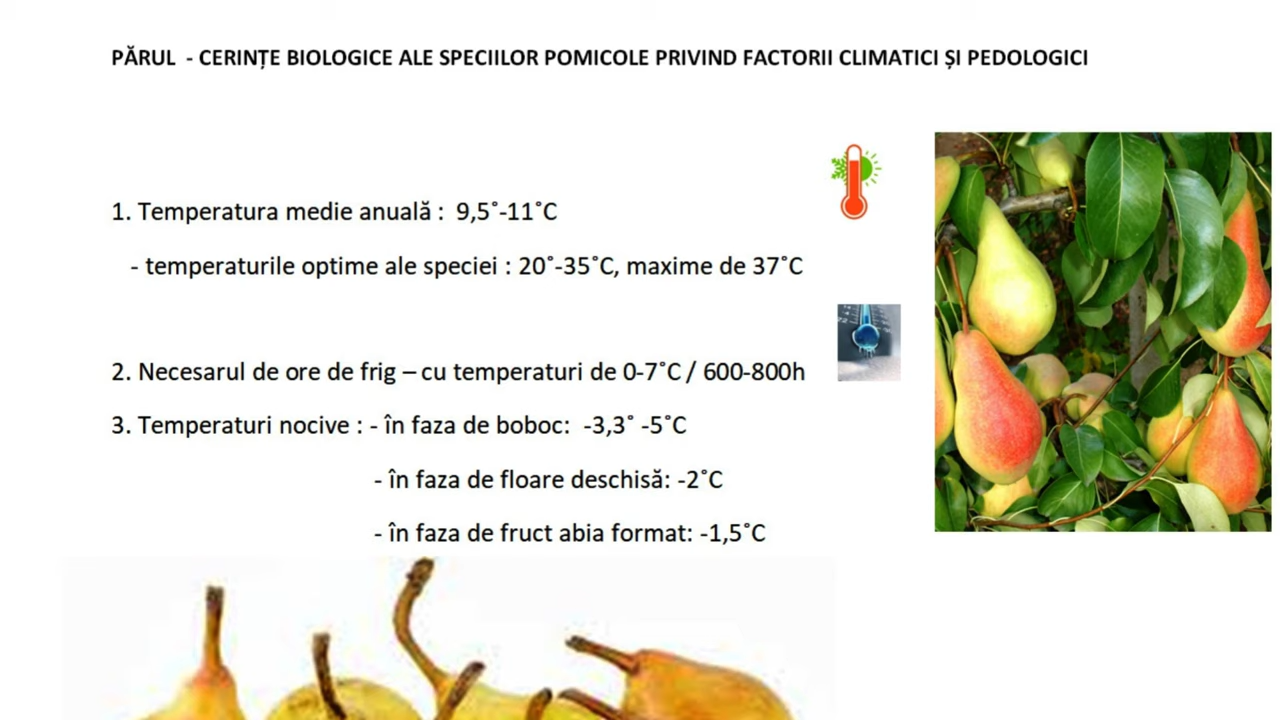 PĂRUL - CERINȚE BIOLOGICE ALE SPECIILOR POMICOLE PRIVIND FACTORII CLIMATICI ȘI PEDOLOGICI
1. Temperatura medie anuală : 9,5˚-11˚C
- temperaturile optime ale speciei : 20˚-35˚C, maxime de 37˚C
2. Necesarul de ore de frig – cu temperaturi de 0-7˚C / 600-800h
3. Temperaturi nocive : - în faza de boboc: -3,3˚ -5˚C
- în faza de floare deschisă: -2˚C
- în faza de fruct abia format: -1,5˚C